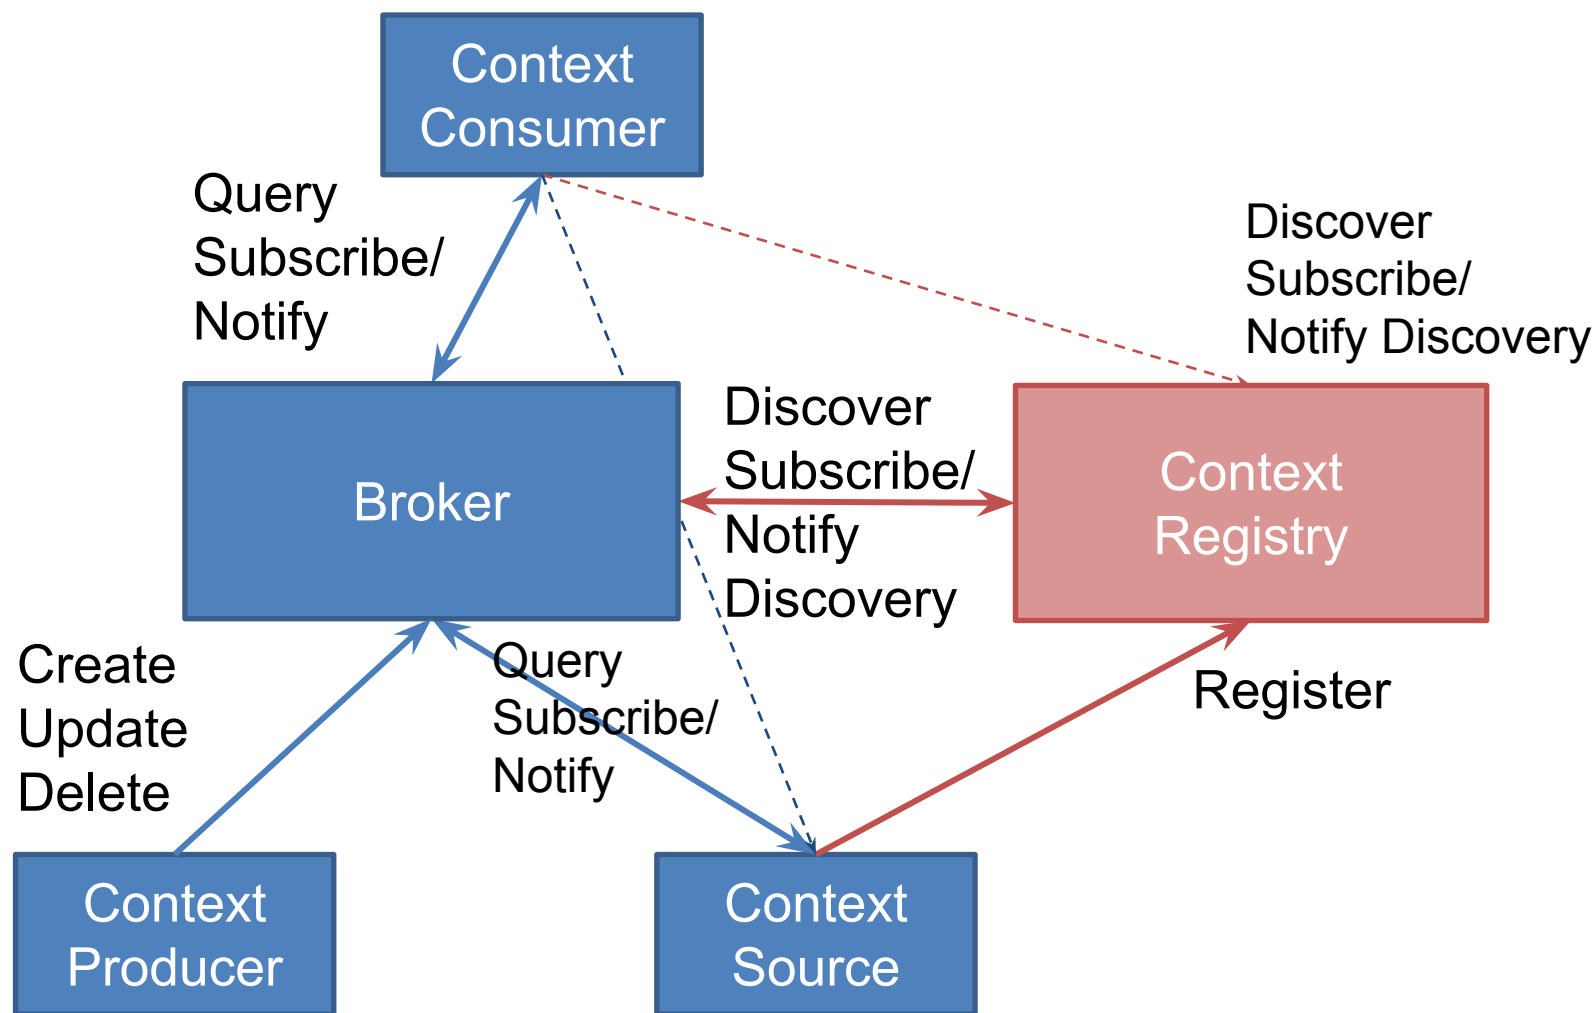 Context
Consumer
Query
Subscribe/
Notify
Discover
Subscribe/
Notify Discovery
Broker
Discover
Subscribe/
Notify
Discovery
Context
Registry
Create
Update
Delete
Query
Subscribe/
Notify
Register
Context
Producer
Context
Source